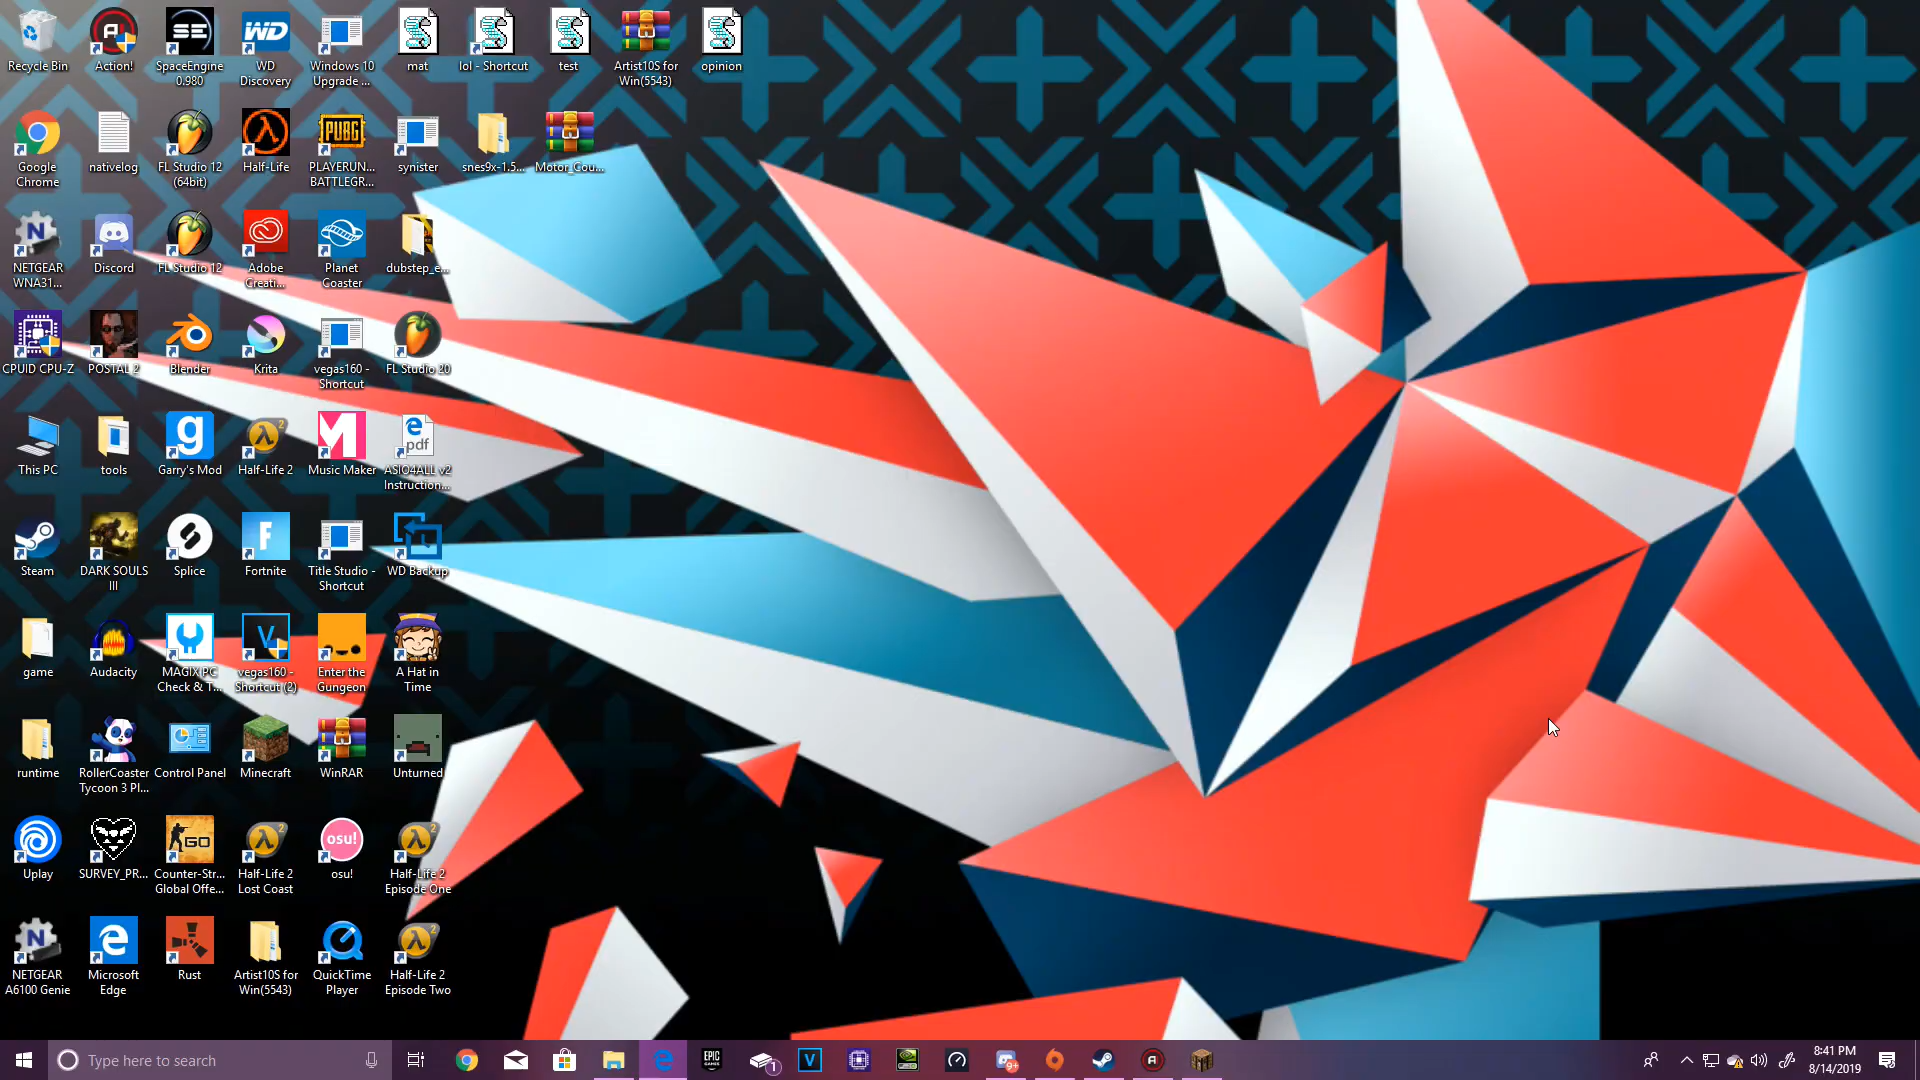 Recycle Bin
Action!
SpaceEngine
0.980
WD
Discovery
Windows 10
Upgrade ...
mat
lol - Shortcut
test
Artist10S for
Win(5543)
opinion
Google
Chrome
nativelog
FL Studio 12
(64bit)
Half-Life
PLAYERUN...
BATTLEGR...
synister
snes9x-1.5...
Motor_Cou...
NETGEAR
WNA31...
Discord
FL Studio 12
Adobe
Creati...
Planet
Coaster
dubstep_e...
CPUID CPU-Z
POSTAL 2
Blender
Krita
vegas160 -
Shortcut
FL Studio 20
This PC
tools
Garry's Mod
Half-Life 2
Music Maker
ASIO4ALL v2
Instruction...
Steam
DARK SOULS
III
Splice
Fortnite
Title Studio -
Shortcut
WD Backup
game
Audacity
MAGIX PC
Check & T...
vegas160 -
Shortcut (2)
Enter the
Gungeon
A Hat in
Time
runtime
RollerCoaster
Tycoon 3 Pl...
Control Panel
Minecraft
WinRAR
Unturned
Uplay
SURVEY_PR...
Counter-Str...
Global Offe...
Half-Life 2
Lost Coast
osu!
Half-Life 2
Episode One
NETGEAR
A6100 Genie
Microsoft
Edge
Rust
Artist10S for
Win(5543)
QuickTime
Player
Half-Life 2
Episode Two
Type here to search
8:41 PM
8/14/2019